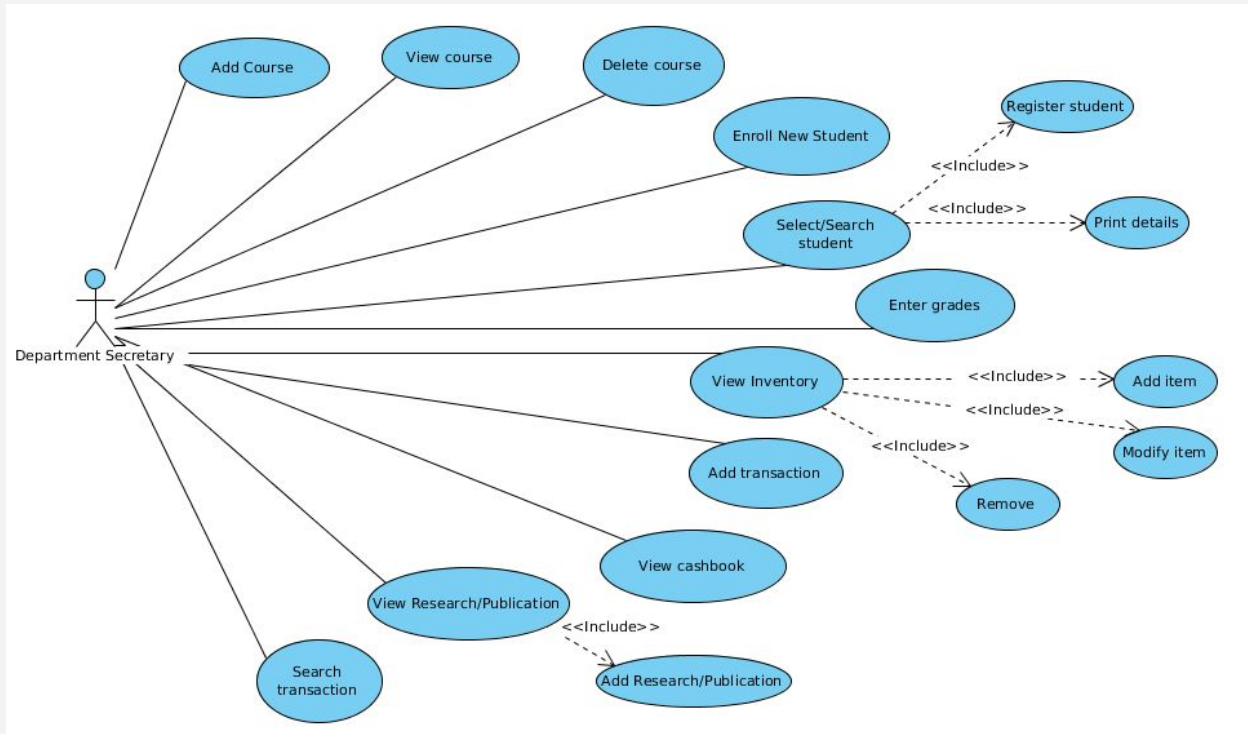 Add Course
View course
Delete course
Register student
Enroll New Student
<<Include>>
<<Include>>
Select/Search
student
Print details
Enter grades
Department Secretary
View Inventory
<<Include>>
Add item
<<Include>>
<<Include>>
Modify item
Add transaction
Remove
View cashbook
View Research/Publication
<<Include>>
Search
transaction
Add Research/Publication